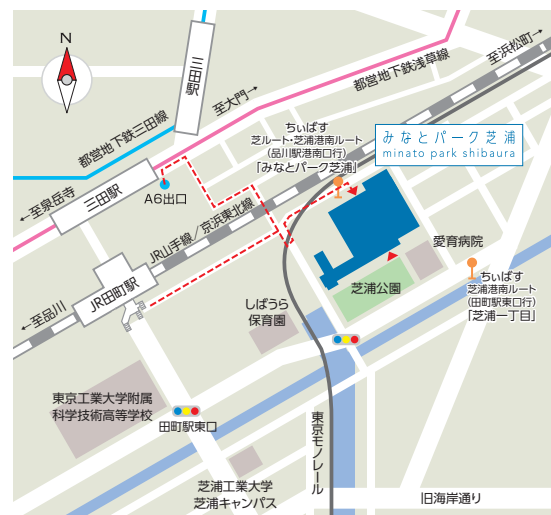 N
三田駅
至浜松町→
都営地下鉄浅草線
至大門→
都営地下鉄三田線
ちぃばす
芝ルート・芝浦港南ルート
(品川駅港南口行)
「みなとパーク芝浦」
みなとパーク芝浦
minato park shibaura
←至泉岳寺
三田駅
A6出口
JR山手線/京浜東北線
愛育病院
ちぃばす
芝浦港南ルート
(田町駅東口行)
「芝浦一丁目」
←至品川
JR田町駅
しばうら
保育園
芝浦公園
東京工業大学附属
科学技術高等学校
田町駅東口
東京モノレール
芝浦工業大学
芝浦キャンパス
旧海岸通り